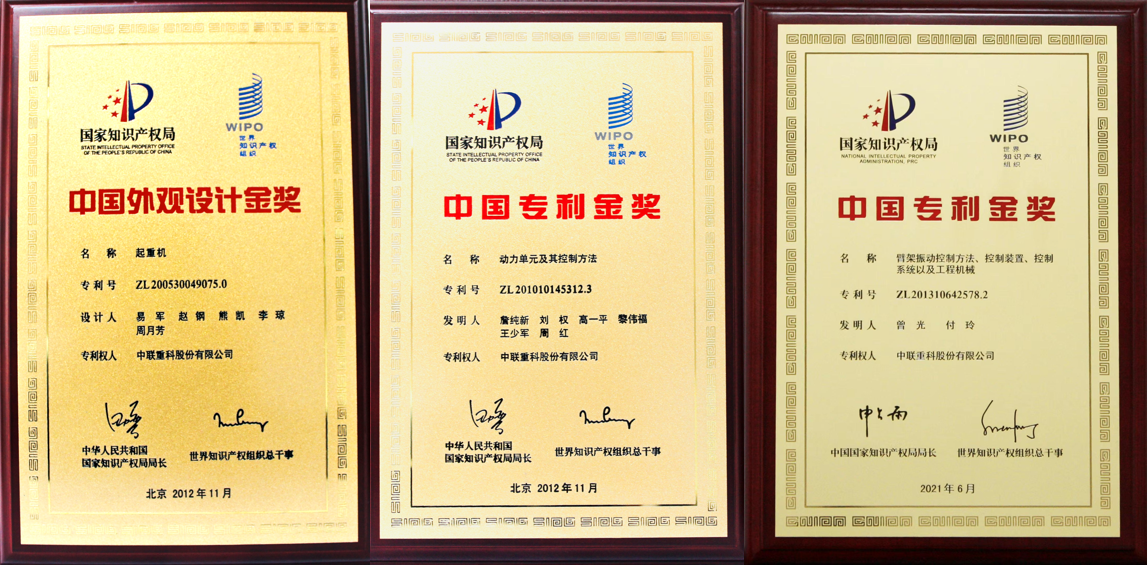 国家知识产权局
STATE INTELLECTUAL PROPERTY OFFICE
OF THE PEOPLE'S REPUBLIC OF CHINA
WIPO
世界
知识产权
组织
中国外观设计金奖
名 称 起重机
专利号 ZL200530049075.0
设计人 易军 赵钢 熊凯 李琼
周月芳
专利权人 中联重科股份有限公司
中华人民共和国
国家知识产权局局长
世界知识产权组织总干事
北京 2012年11月
国家知识产权局
STATE INTELLECTUAL PROPERTY OFFICE
OF THE PEOPLE'S REPUBLIC OF CHINA
WIPO
世界
知识产权
组织
中国专利金奖
名 称 动力单元及其控制方法
专利号 ZL201010145312.3
发明人 詹纯新 刘权 高一平 黎伟福
王少军 周红
专利权人 中联重科股份有限公司
中华人民共和国
国家知识产权局局长
世界知识产权组织总干事
北京 2012年11月
国家知识产权局
NATIONAL INTELLECTUAL PROPERTY
ADMINISTRATION, PRC
WIPO
世界
知识产权
组织
中国专利金奖
名 称 臂架振动控制方法、控制装置、控制
系统以及工程机械
专利号 ZL201310642578.2
发明人 曾光 付玲
专利权人 中联重科股份有限公司
申长雨
中国国家知识产权局局长
世界知识产权组织总干事
2021年6月